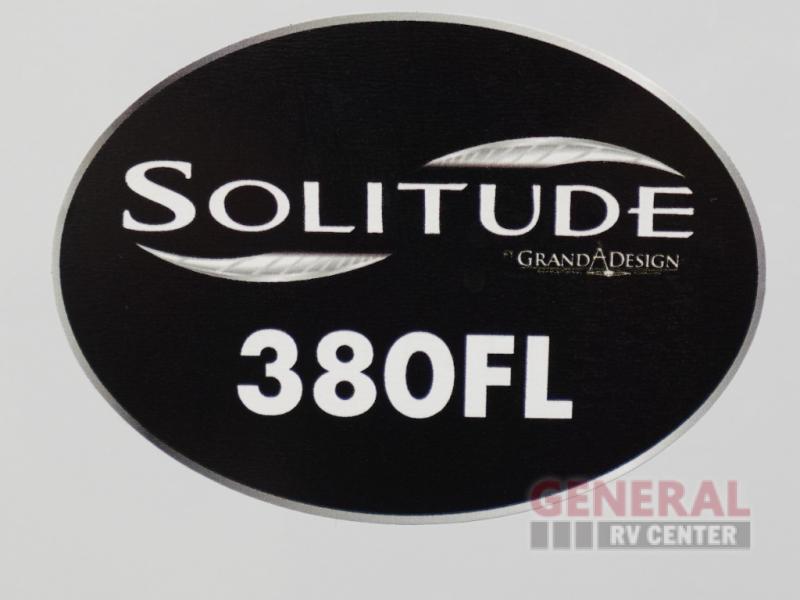 SOLITUDE
BY GRAND DESIGN
380FL
GENERAL
RV CENTER